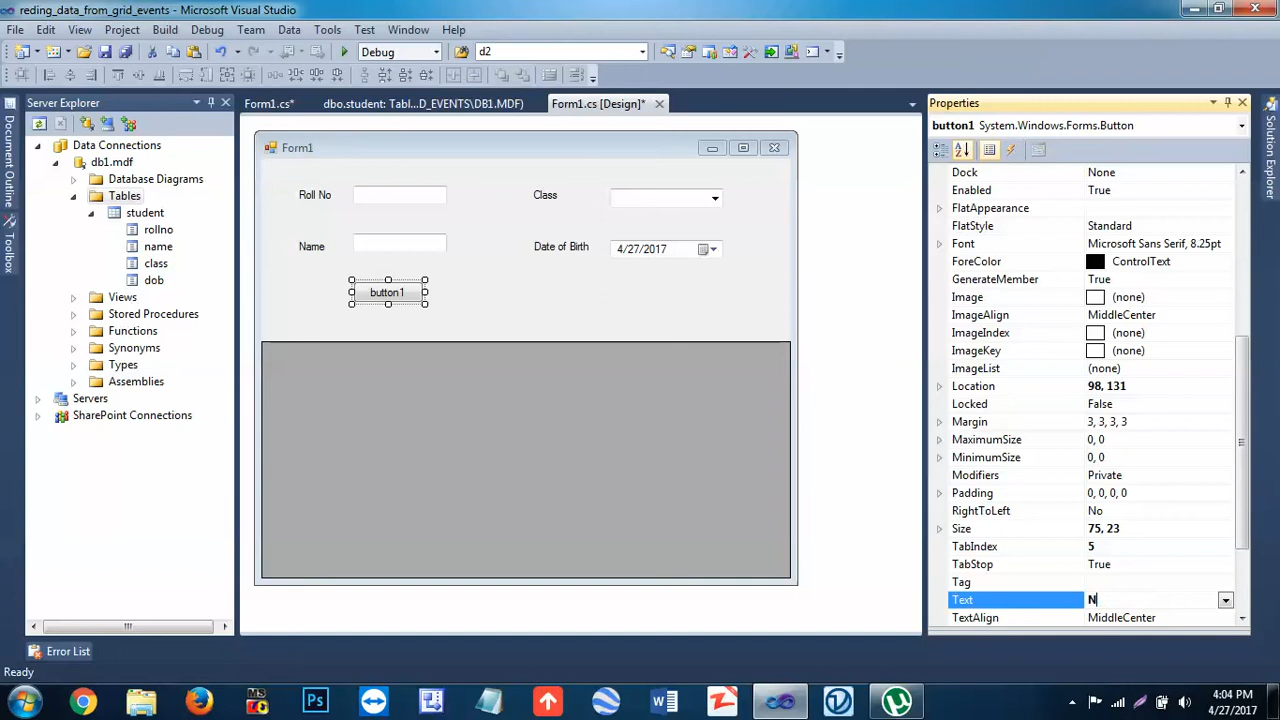 reding_data_from_grid_events - Microsoft Visual Studio
File Edit View Project Build Debug Team Data Tools Test Window Help
Debug d2
Server Explorer
Form1.cs* dbo.student: Tabl...D_EVENTS\DB1.MDF) Form1.cs [Design]*
Properties
button1 System.Windows.Forms.Button
Document Outline
Toolbox
Solution Explorer
Data Connections
db1.mdf
Database Diagrams
Tables
student
rollno
name
class
dob
Views
Stored Procedures
Functions
Synonyms
Types
Assemblies
Servers
SharePoint Connections
Form1
Roll No
Class
Name
Date of Birth 4/27/2017
button1
Dock None
Enabled True
FlatAppearance
FlatStyle Standard
Font Microsoft Sans Serif, 8.25pt
ForeColor ControlText
GenerateMember True
Image (none)
ImageAlign MiddleCenter
ImageIndex (none)
ImageKey (none)
ImageList (none)
Location 98, 131
Locked False
Margin 3, 3, 3, 3
MaximumSize 0, 0
MinimumSize 0, 0
Modifiers Private
Padding 0, 0, 0, 0
RightToLeft No
Size 75, 23
TabIndex 5
TabStop True
Tag
Text N
TextAlign MiddleCenter
Error List
Ready
MS
Ps
4:04 PM
4/27/2017